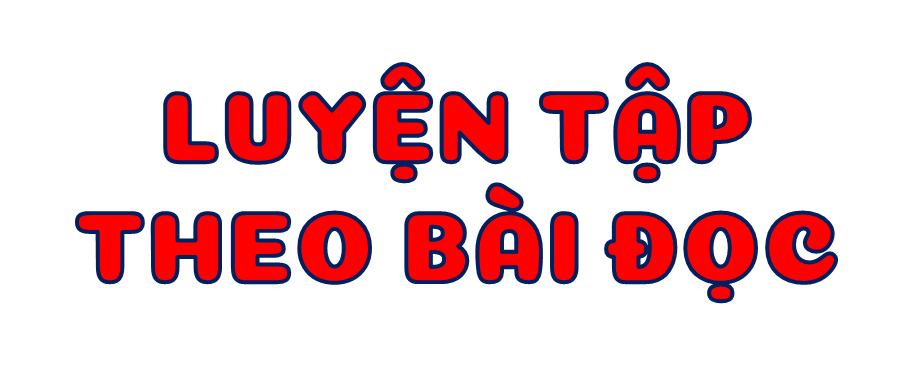 LUYỆN TẬP
THEO BÀI ĐỌC